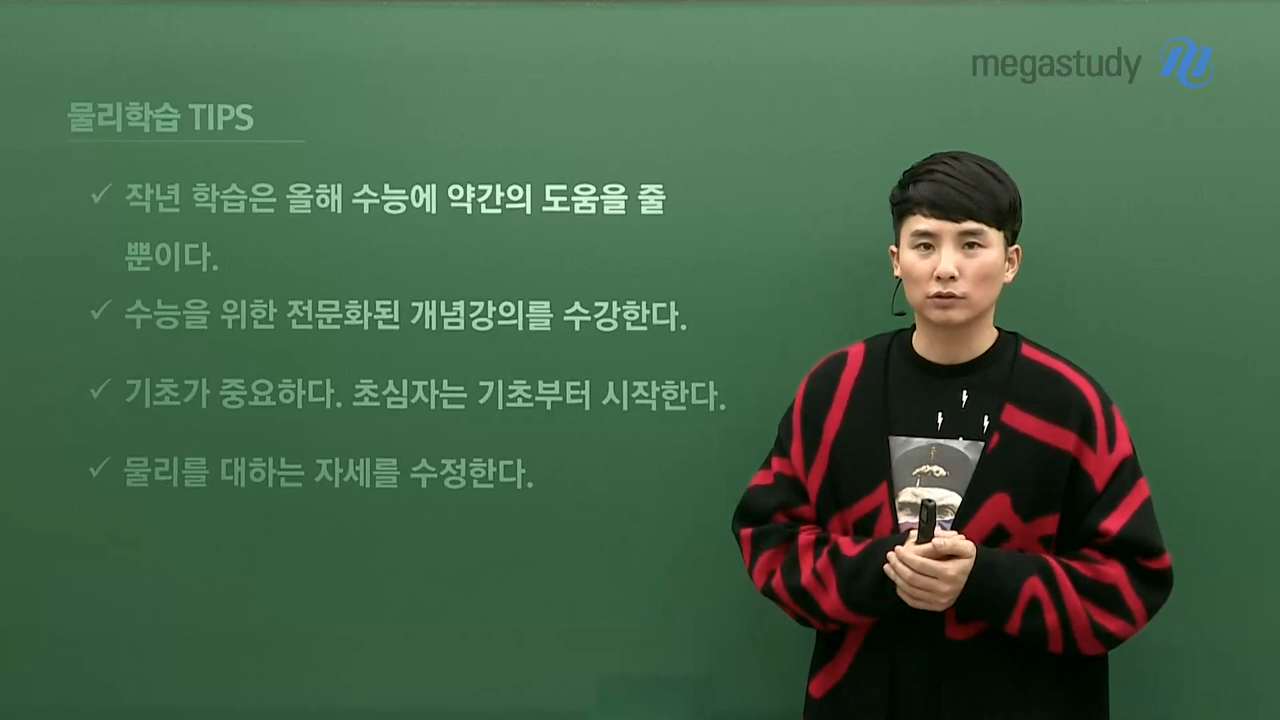 megastudy
물리학습 TIPS
✓ 작년 학습은 올해 수능에 약간의 도움을 줄
뿐이다.
✓ 수능을 위한 전문화된 개념강의를 수강한다.
✓ 기초가 중요하다. 초심자는 기초부터 시작한다.
✓ 물리를 대하는 자세를 수정한다.